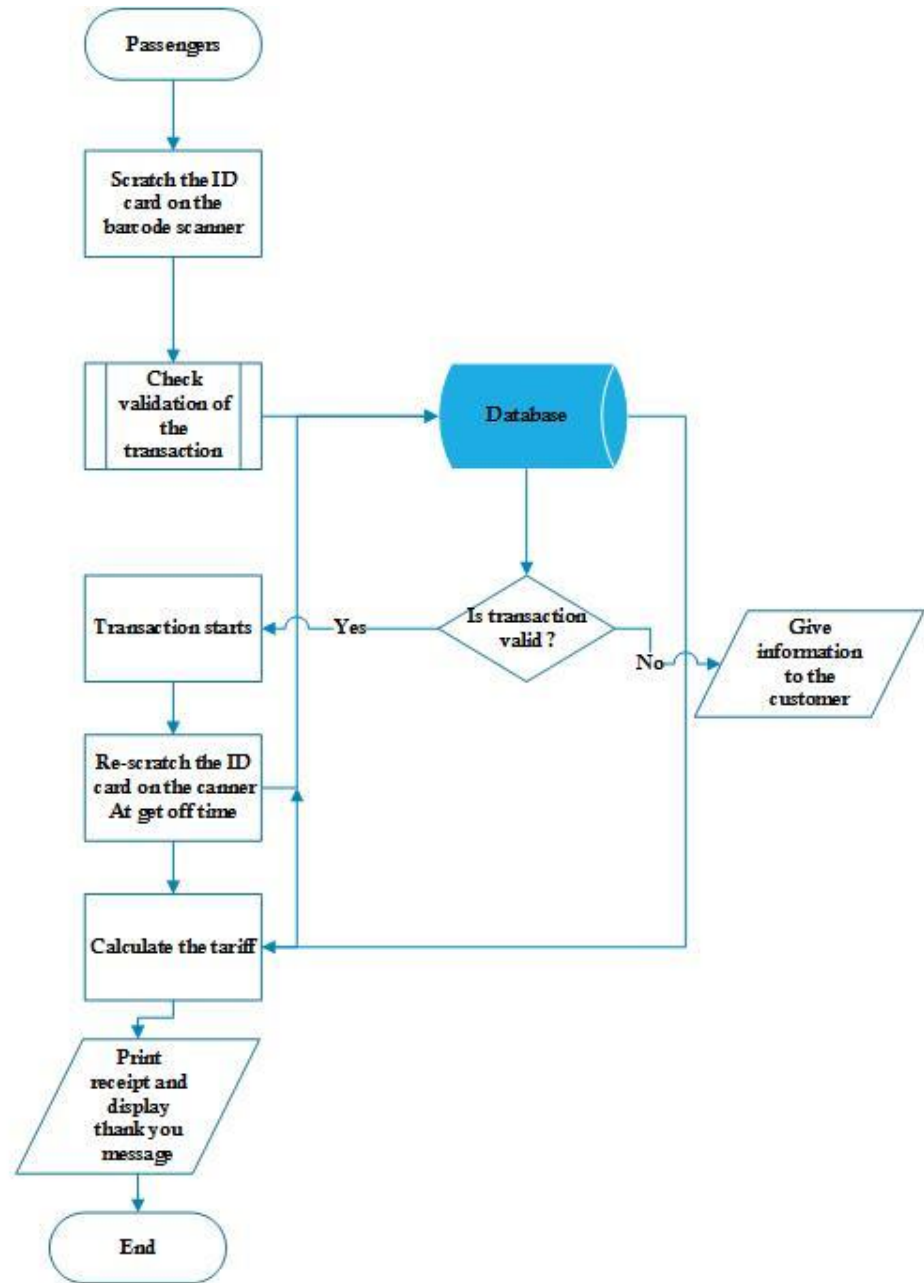 Passengers
Scratch the ID
card on the
barcode scanner
Check
validation of
the
transaction
Database
Is transaction
valid ?
Yes
No
Transaction starts
Give
information
to the
customer
Re-scratch the ID
card on the canner
At get off time
Calculate the tariff
Print
receipt and
display
thank you
message
End